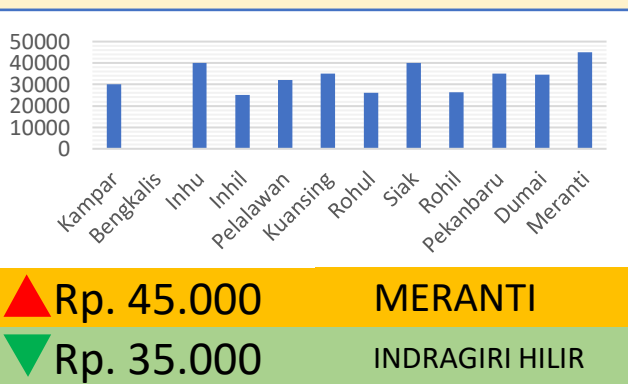 50000
40000
30000
20000
10000
0
Kampar
Bengkalis
Inhu
Inhil
Pelalawan
Kuansing
Rohul
Siak
Rohil
Pekanbaru
Dumai
Meranti
Rp. 45.000 MERANTI
Rp. 35.000 INDRAGIRI HILIR